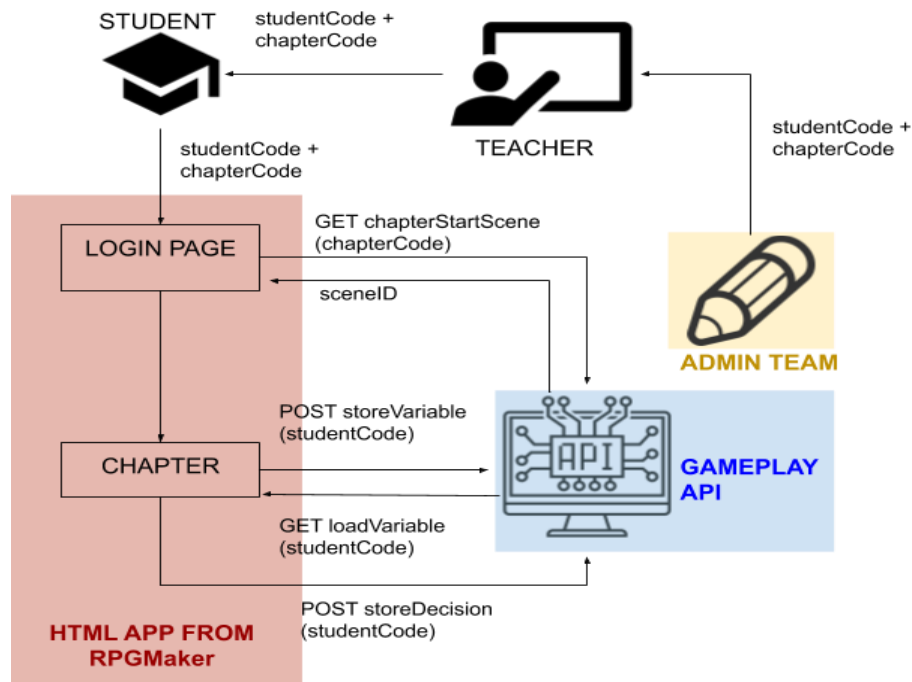 STUDENT
studentCode +
chapterCode
TEACHER
studentCode +
chapterCode
studentCode +
chapterCode
LOGIN PAGE
GET chapterStartScene
(chapterCode)
sceneID
ADMIN TEAM
POST storeVariable
(studentCode)
CHAPTER
API
GAMEPLAY
API
GET loadVariable
(studentCode)
POST storeDecision
(studentCode)
HTML APP FROM
RPGMaker